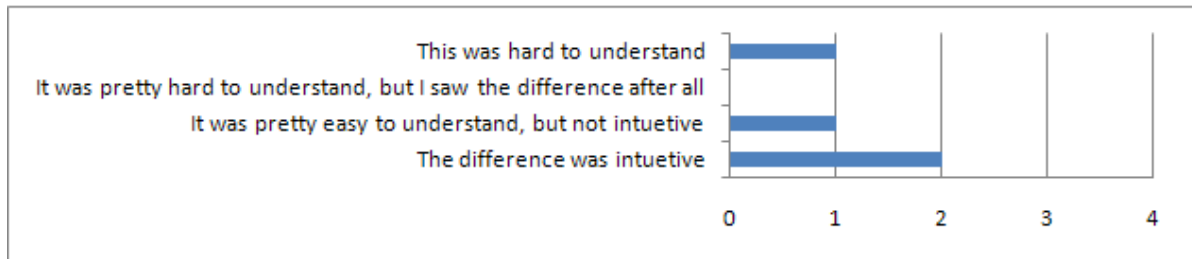 This was hard to understand
It was pretty hard to understand, but I saw the difference after all
It was pretty easy to understand, but not intuetive
The difference was intuetive
0 1 2 3 4